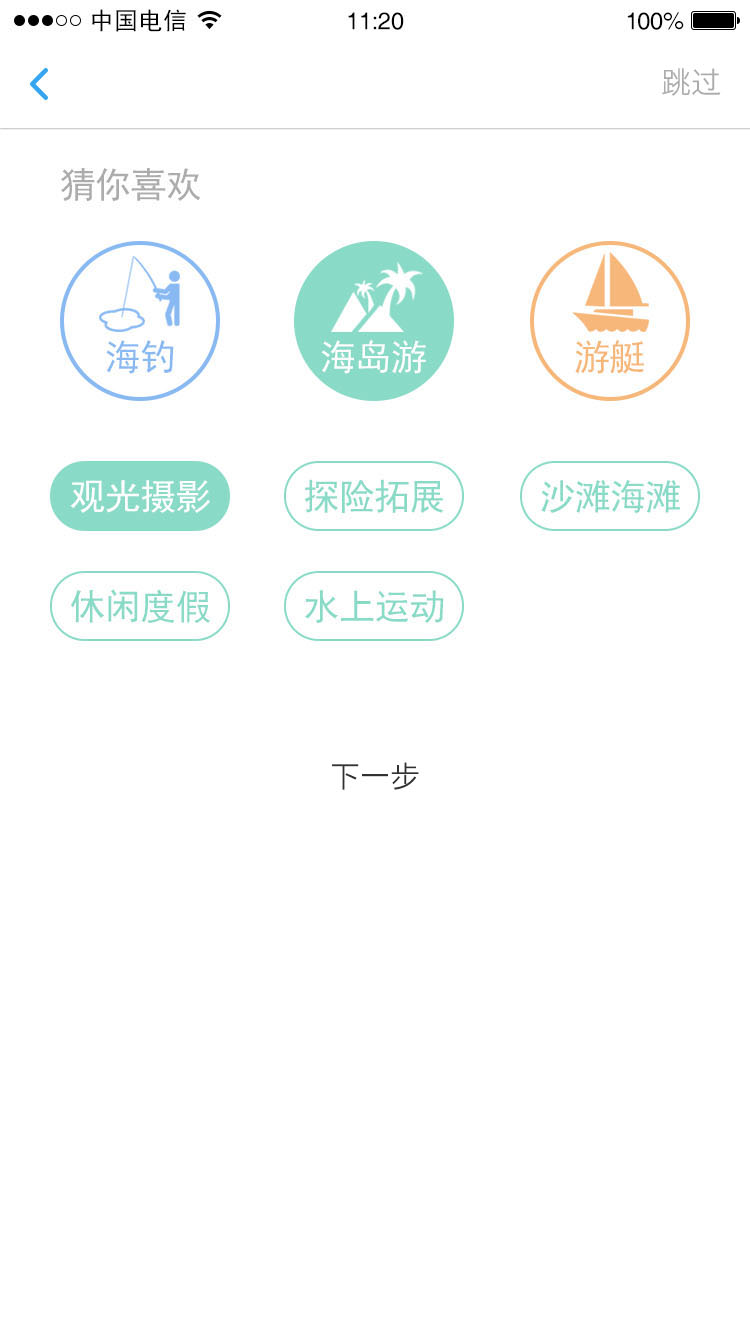 中国电信 11:20 100%
跳过
猜你喜欢
海钓 海岛游 游艇
观光摄影 探险拓展 沙滩海滩
休闲度假 水上运动
下一步